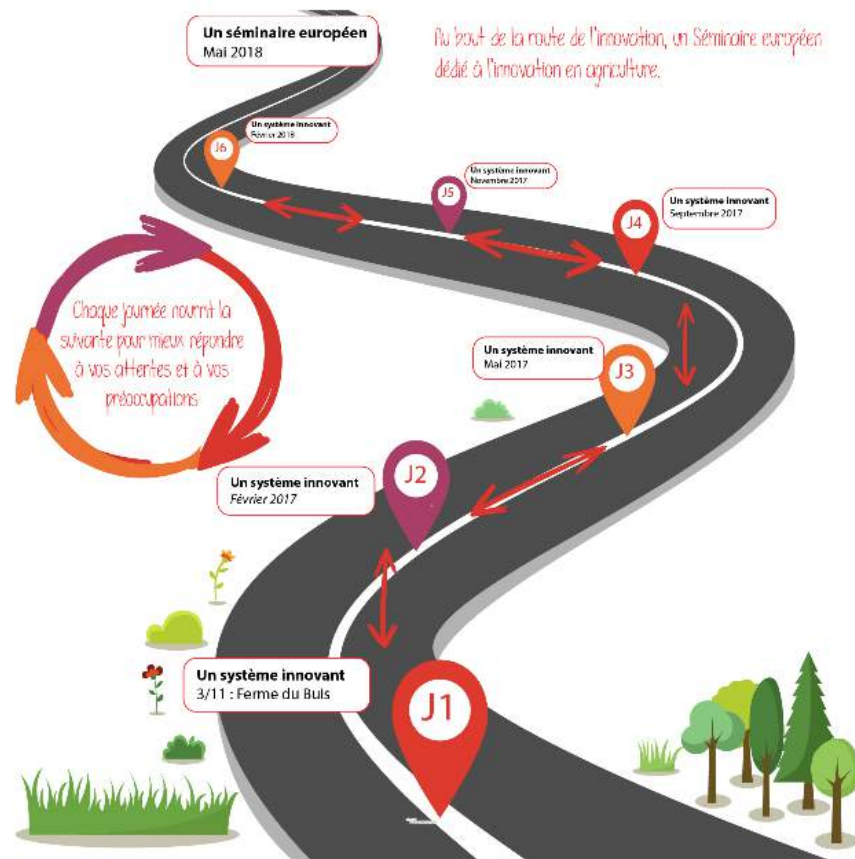 Un séminaire européen
Mai 2018
Au bout de la route de l'innovation, un Séminaire européen
dédié à l'innovation en agriculture.
J6
Un système innovant
Février 2018
J5
Un système innovant
Novembre 2017
J4
Un système innovant
Septembre 2017
Chaque journée nourrit la
suivante pour mieux répondre
à vos attentes et à vos
préoccupations
Un système innovant
Mai 2017
J3
J2
Un système innovant
Février 2017
Un système innovant
3/11 : Ferme du Buis
J1